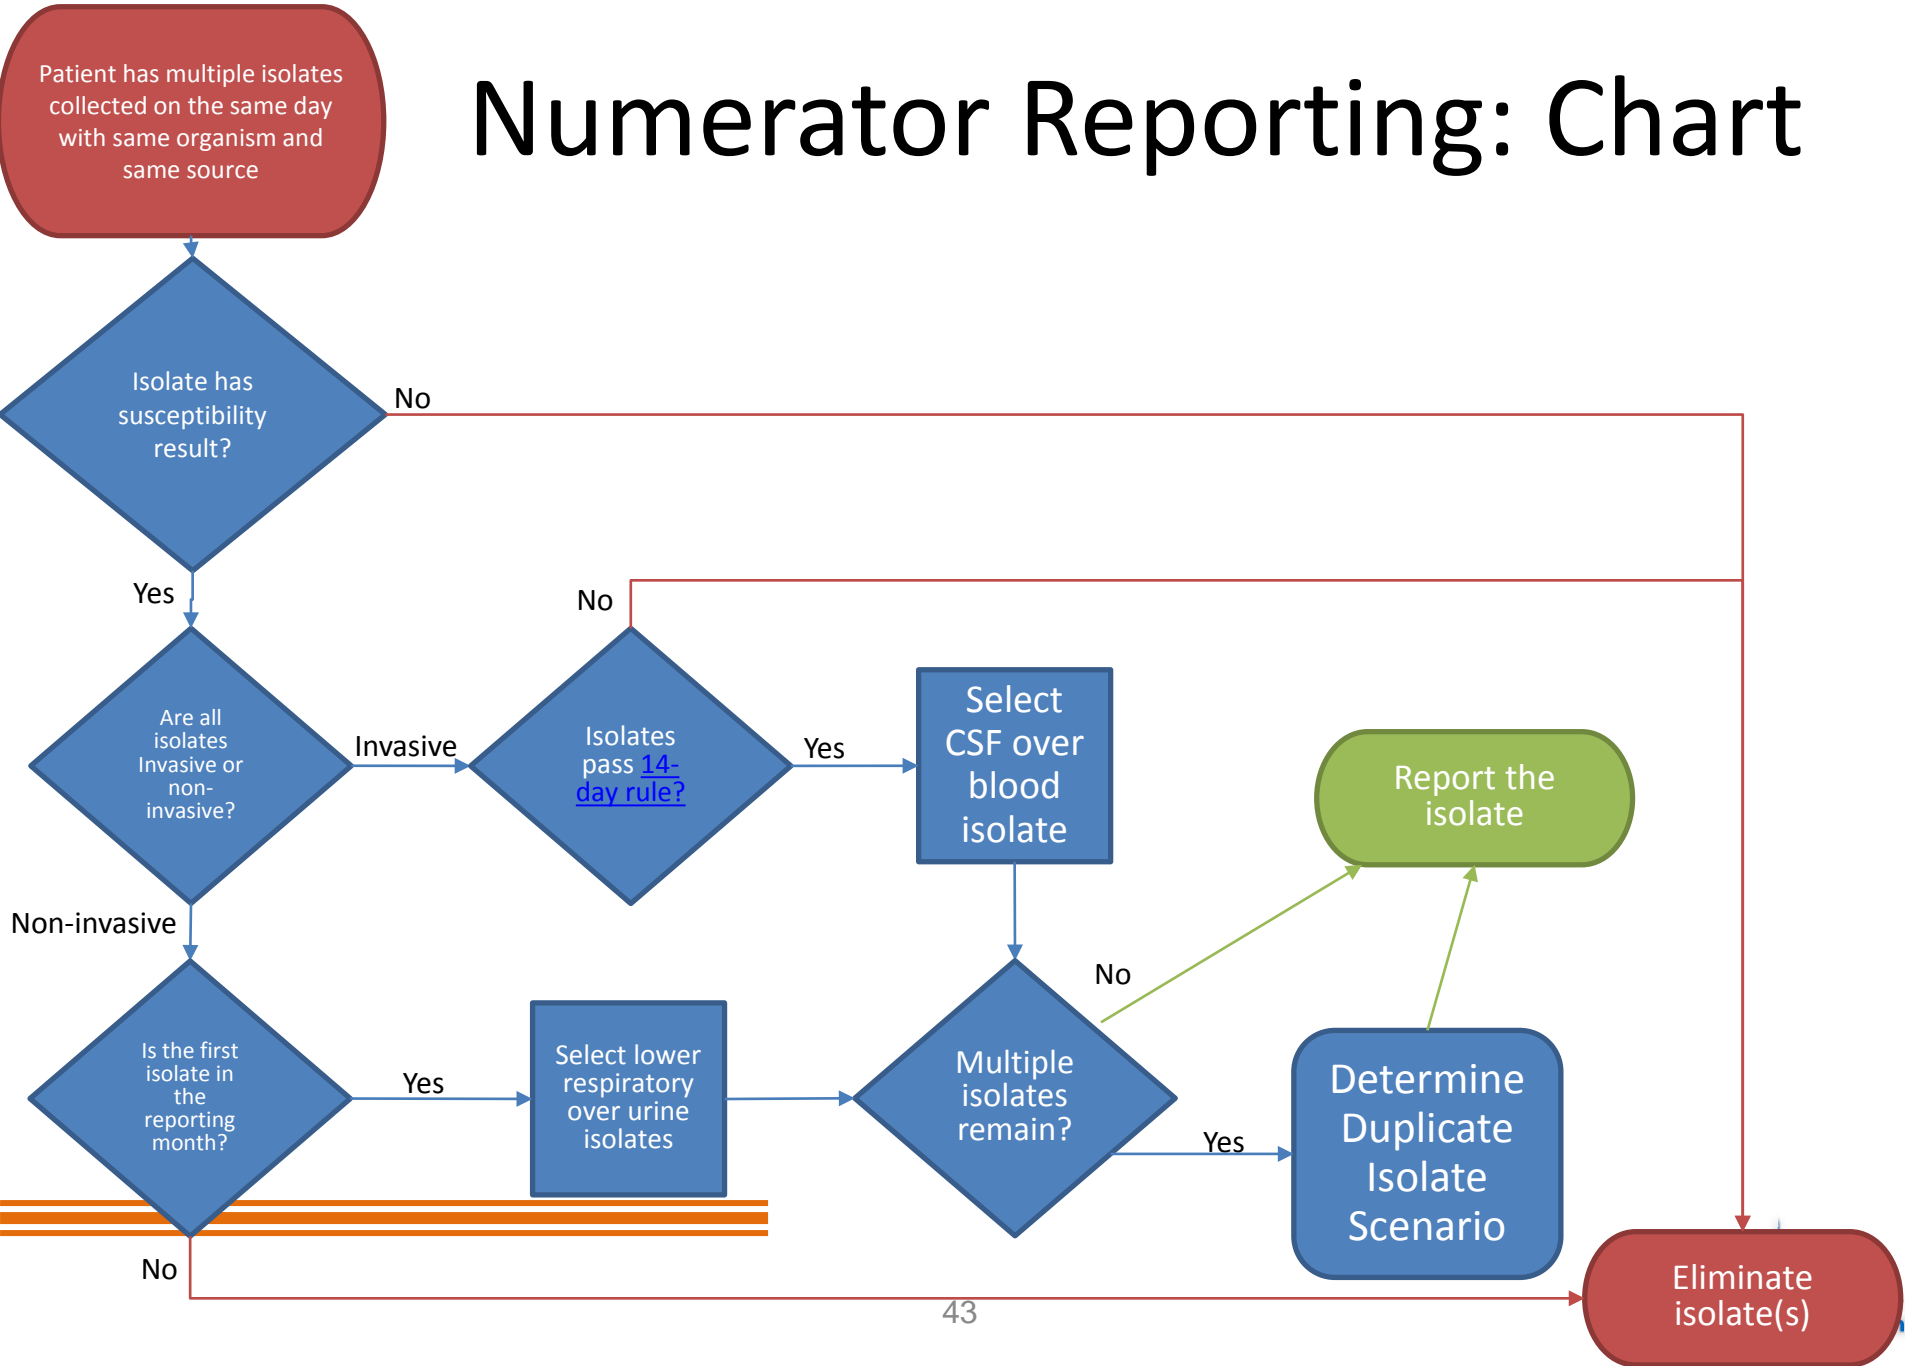 Patient has multiple isolates
collected on the same day
with same organism and
same source
Numerator Reporting: Chart
Isolate has
susceptibility
result?
No
Yes
No
Are all
isolates
Invasive or
non-
invasive?
Invasive
Isolates
pass 14-
day rule?
Yes
Select
CSF over
blood
isolate
Report the
isolate
Non-invasive
No
Is the first
isolate in
the
reporting
month?
Yes
Select lower
respiratory
over urine
isolates
Multiple
isolates
remain?
Yes
Determine
Duplicate
Isolate
Scenario
No
Eliminate
isolate(s)
43